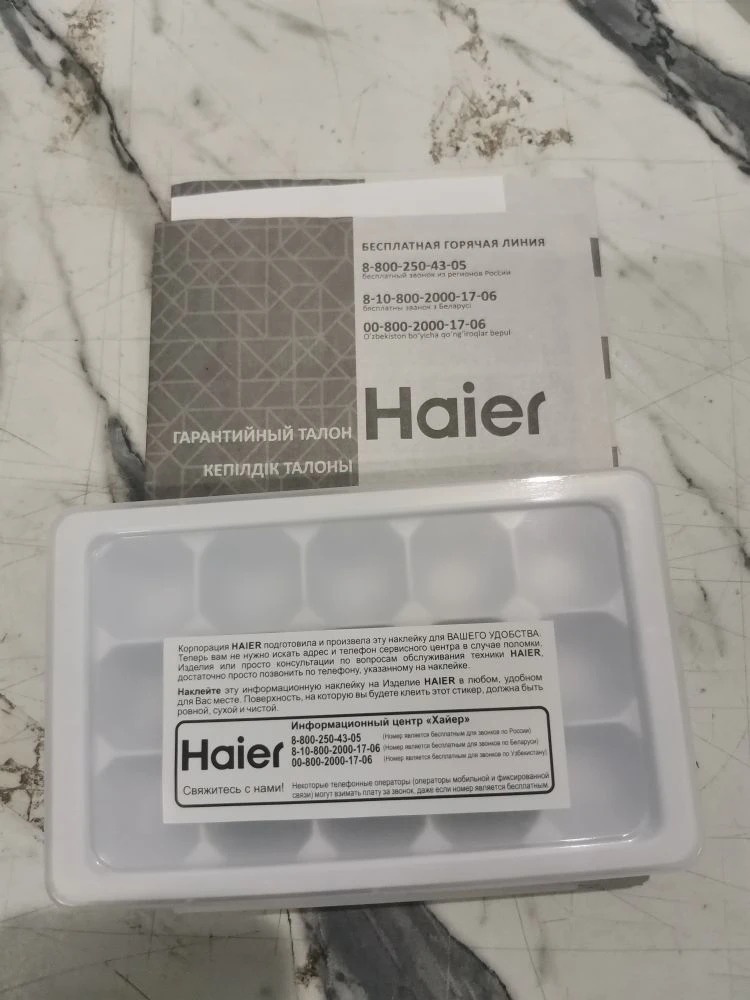 БЕСПЛАТНАЯ ГОРЯЧАЯ ЛИНИЯ
8-800-250-43-05
бесплатный звонок из регионов России
8-10-800-2000-17-06
бесплатны званок з Беларусі
00-800-2000-17-06
O'zbekiston bo'yicha qo'ng'iroqlar bepul
Haier
ГАРАНТИЙНЫЙ ТАЛОН
КЕПІЛДІК ТАЛОНЫ
Корпорация HAIER подготовила и произвела эту наклейку для ВАШЕГО УДОБСТВА.
Теперь вам не нужно искать адрес и телефон сервисного центра в случае поломки.
Изделия или просто консультации по вопросам обслуживания техники HAIER,
достаточно просто позвонить по телефону, указанному на наклейке.
Наклейте эту информационную наклейку на Изделие HAIER в любом, удобном
для Вас месте. Поверхность, на которую вы будете клеить этот стикер, должна быть
ровной, сухой и чистой.
Информационный центр «Хайер»
Haier
8-800-250-43-05 (Номер является бесплатным для звонков по России)
8-10-800-2000-17-06 (Номер является бесплатным для звонков по Беларуси)
00-800-2000-17-06 (Номер является бесплатным для звонков по Узбекистану)
Свяжитесь с нами!
Некоторые телефонные операторы (операторы мобильной и фиксированной
связи) могут взимать плату за звонок, даже если номер является бесплатным.